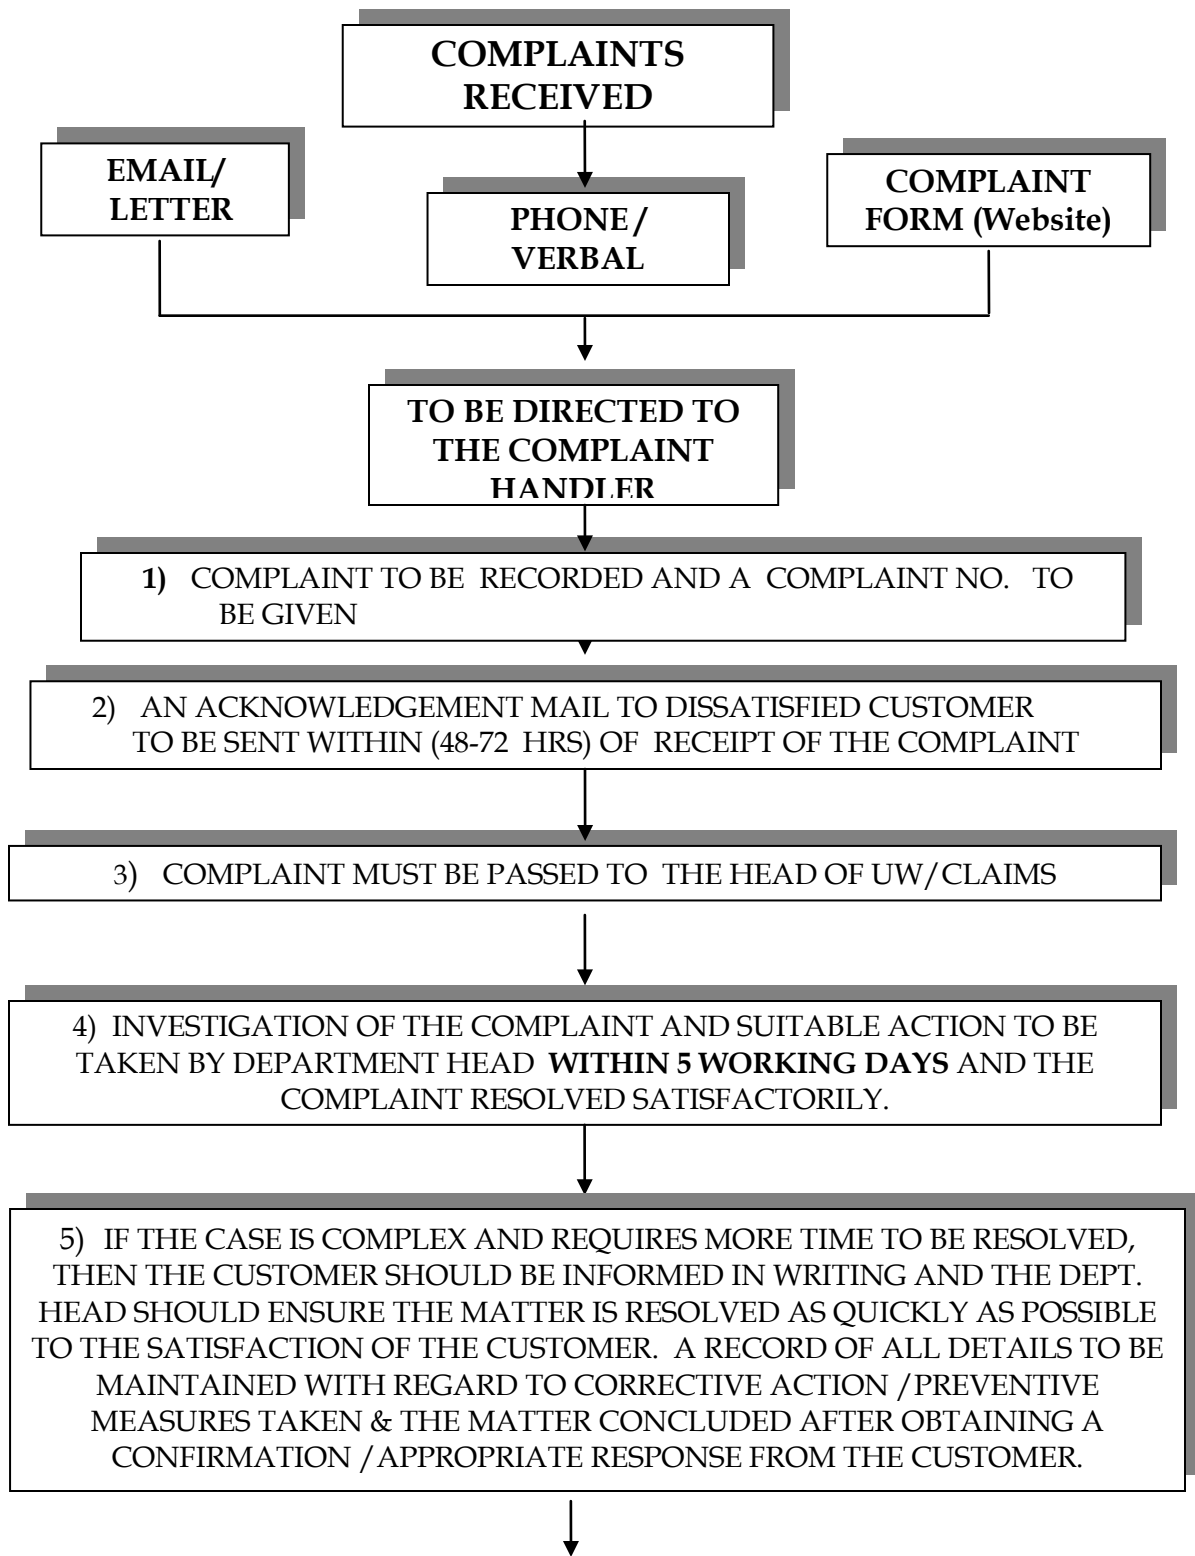 COMPLAINTS
RECEIVED
EMAIL/
LETTER
PHONE/
VERBAL
COMPLAINT
FORM (Website)
TO BE DIRECTED TO
THE COMPLAINT
HANDLER
1) COMPLAINT TO BE RECORDED AND A COMPLAINT NO. TO
BE GIVEN
2) AN ACKNOWLEDGEMENT MAIL TO DISSATISFIED CUSTOMER
TO BE SENT WITHIN (48-72 HRS) OF RECEIPT OF THE COMPLAINT
3) COMPLAINT MUST BE PASSED TO THE HEAD OF UW/CLAIMS
4) INVESTIGATION OF THE COMPLAINT AND SUITABLE ACTION TO BE
TAKEN BY DEPARTMENT HEAD WITHIN 5 WORKING DAYS AND THE
COMPLAINT RESOLVED SATISFACTORILY.
5) IF THE CASE IS COMPLEX AND REQUIRES MORE TIME TO BE RESOLVED,
THEN THE CUSTOMER SHOULD BE INFORMED IN WRITING AND THE DEPT.
HEAD SHOULD ENSURE THE MATTER IS RESOLVED AS QUICKLY AS POSSIBLE
TO THE SATISFACTION OF THE CUSTOMER. A RECORD OF ALL DETAILS TO BE
MAINTAINED WITH REGARD TO CORRECTIVE ACTION /PREVENTIVE
MEASURES TAKEN & THE MATTER CONCLUDED AFTER OBTAINING A
CONFIRMATION /APPROPRIATE RESPONSE FROM THE CUSTOMER.